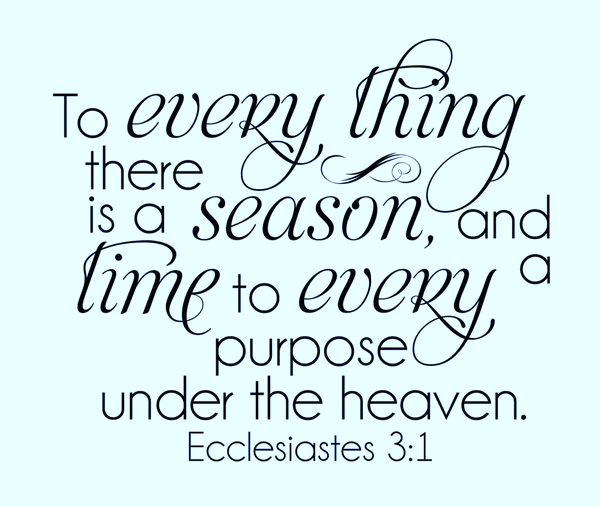 To every thing
there
is a season, and
a
time to every
purpose
under the heaven.
Ecclesiastes 3:1